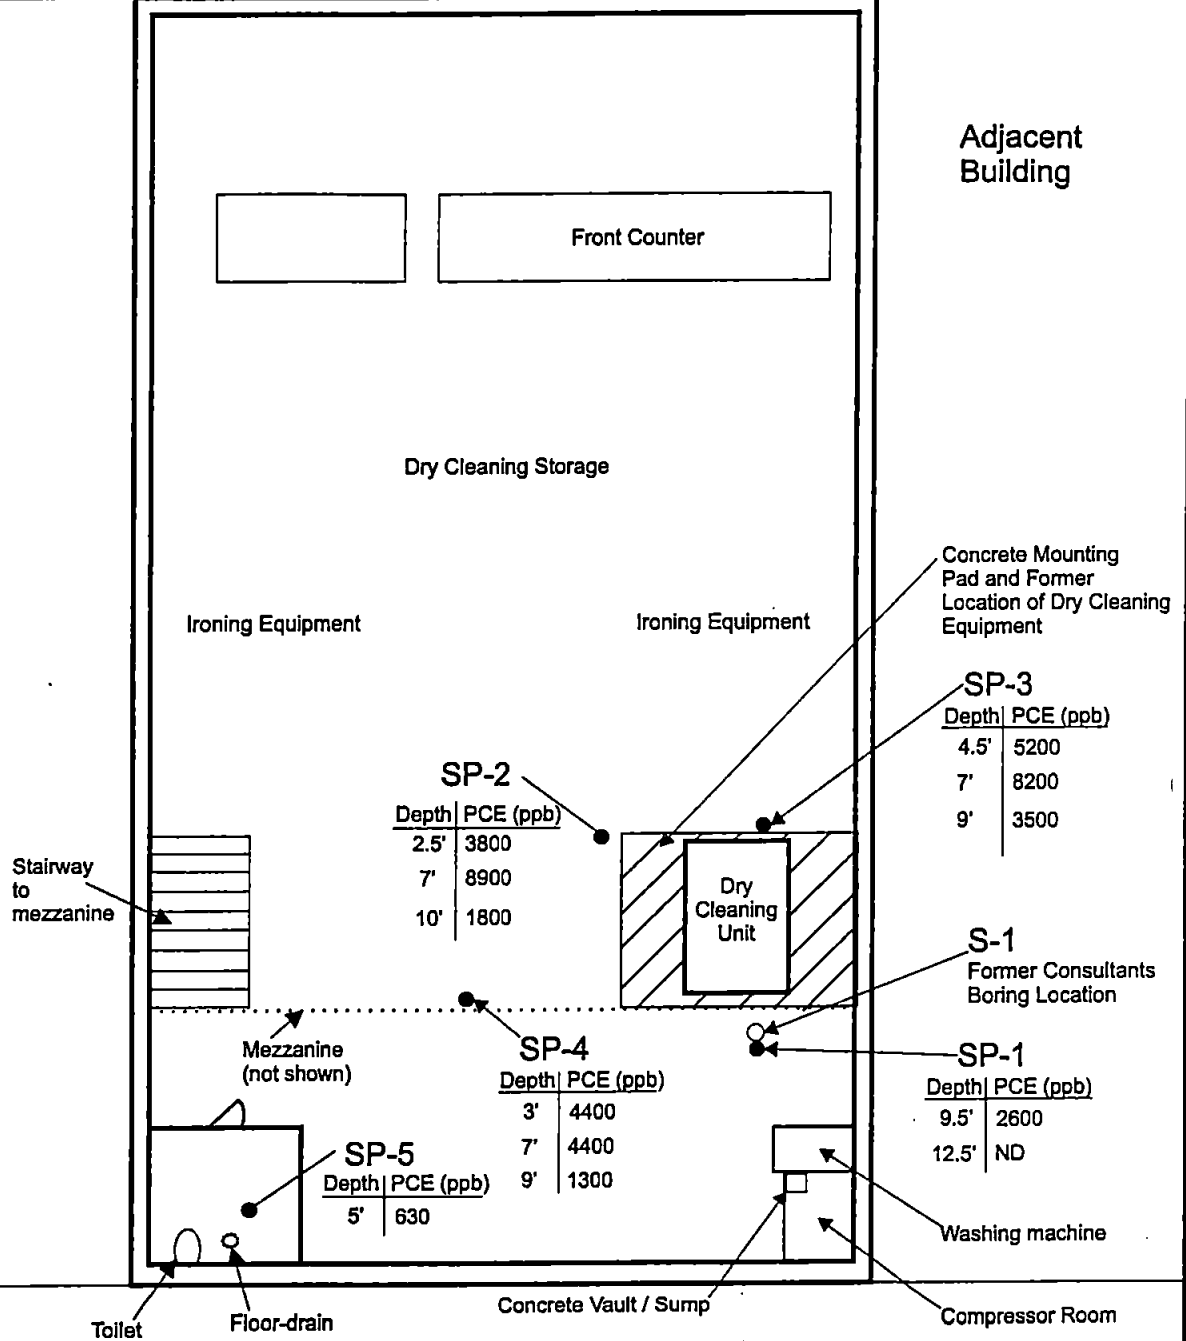 Adjacent
Building
Front Counter
Dry Cleaning Storage
Concrete Mounting
Pad and Former
Location of Dry Cleaning
Equipment
Ironing Equipment
Ironing Equipment
SP-3
Depth PCE (ppb)
4.5' 5200
7' 8200
9' 3500
SP-2
Depth PCE (ppb)
2.5' 3800
7' 8900
10' 1800
Stairway
to
mezzanine
Dry
Cleaning
Unit
S-1
Former Consultants
Boring Location
Mezzanine
(not shown)
SP-4
Depth PCE (ppb)
3' 4400
7' 4400
9' 1300
SP-1
Depth PCE (ppb)
9.5' 2600
12.5' ND
SP-5
Depth PCE (ppb)
5' 630
Washing machine
Concrete Vault / Sump
Compressor Room
Toilet
Floor-drain